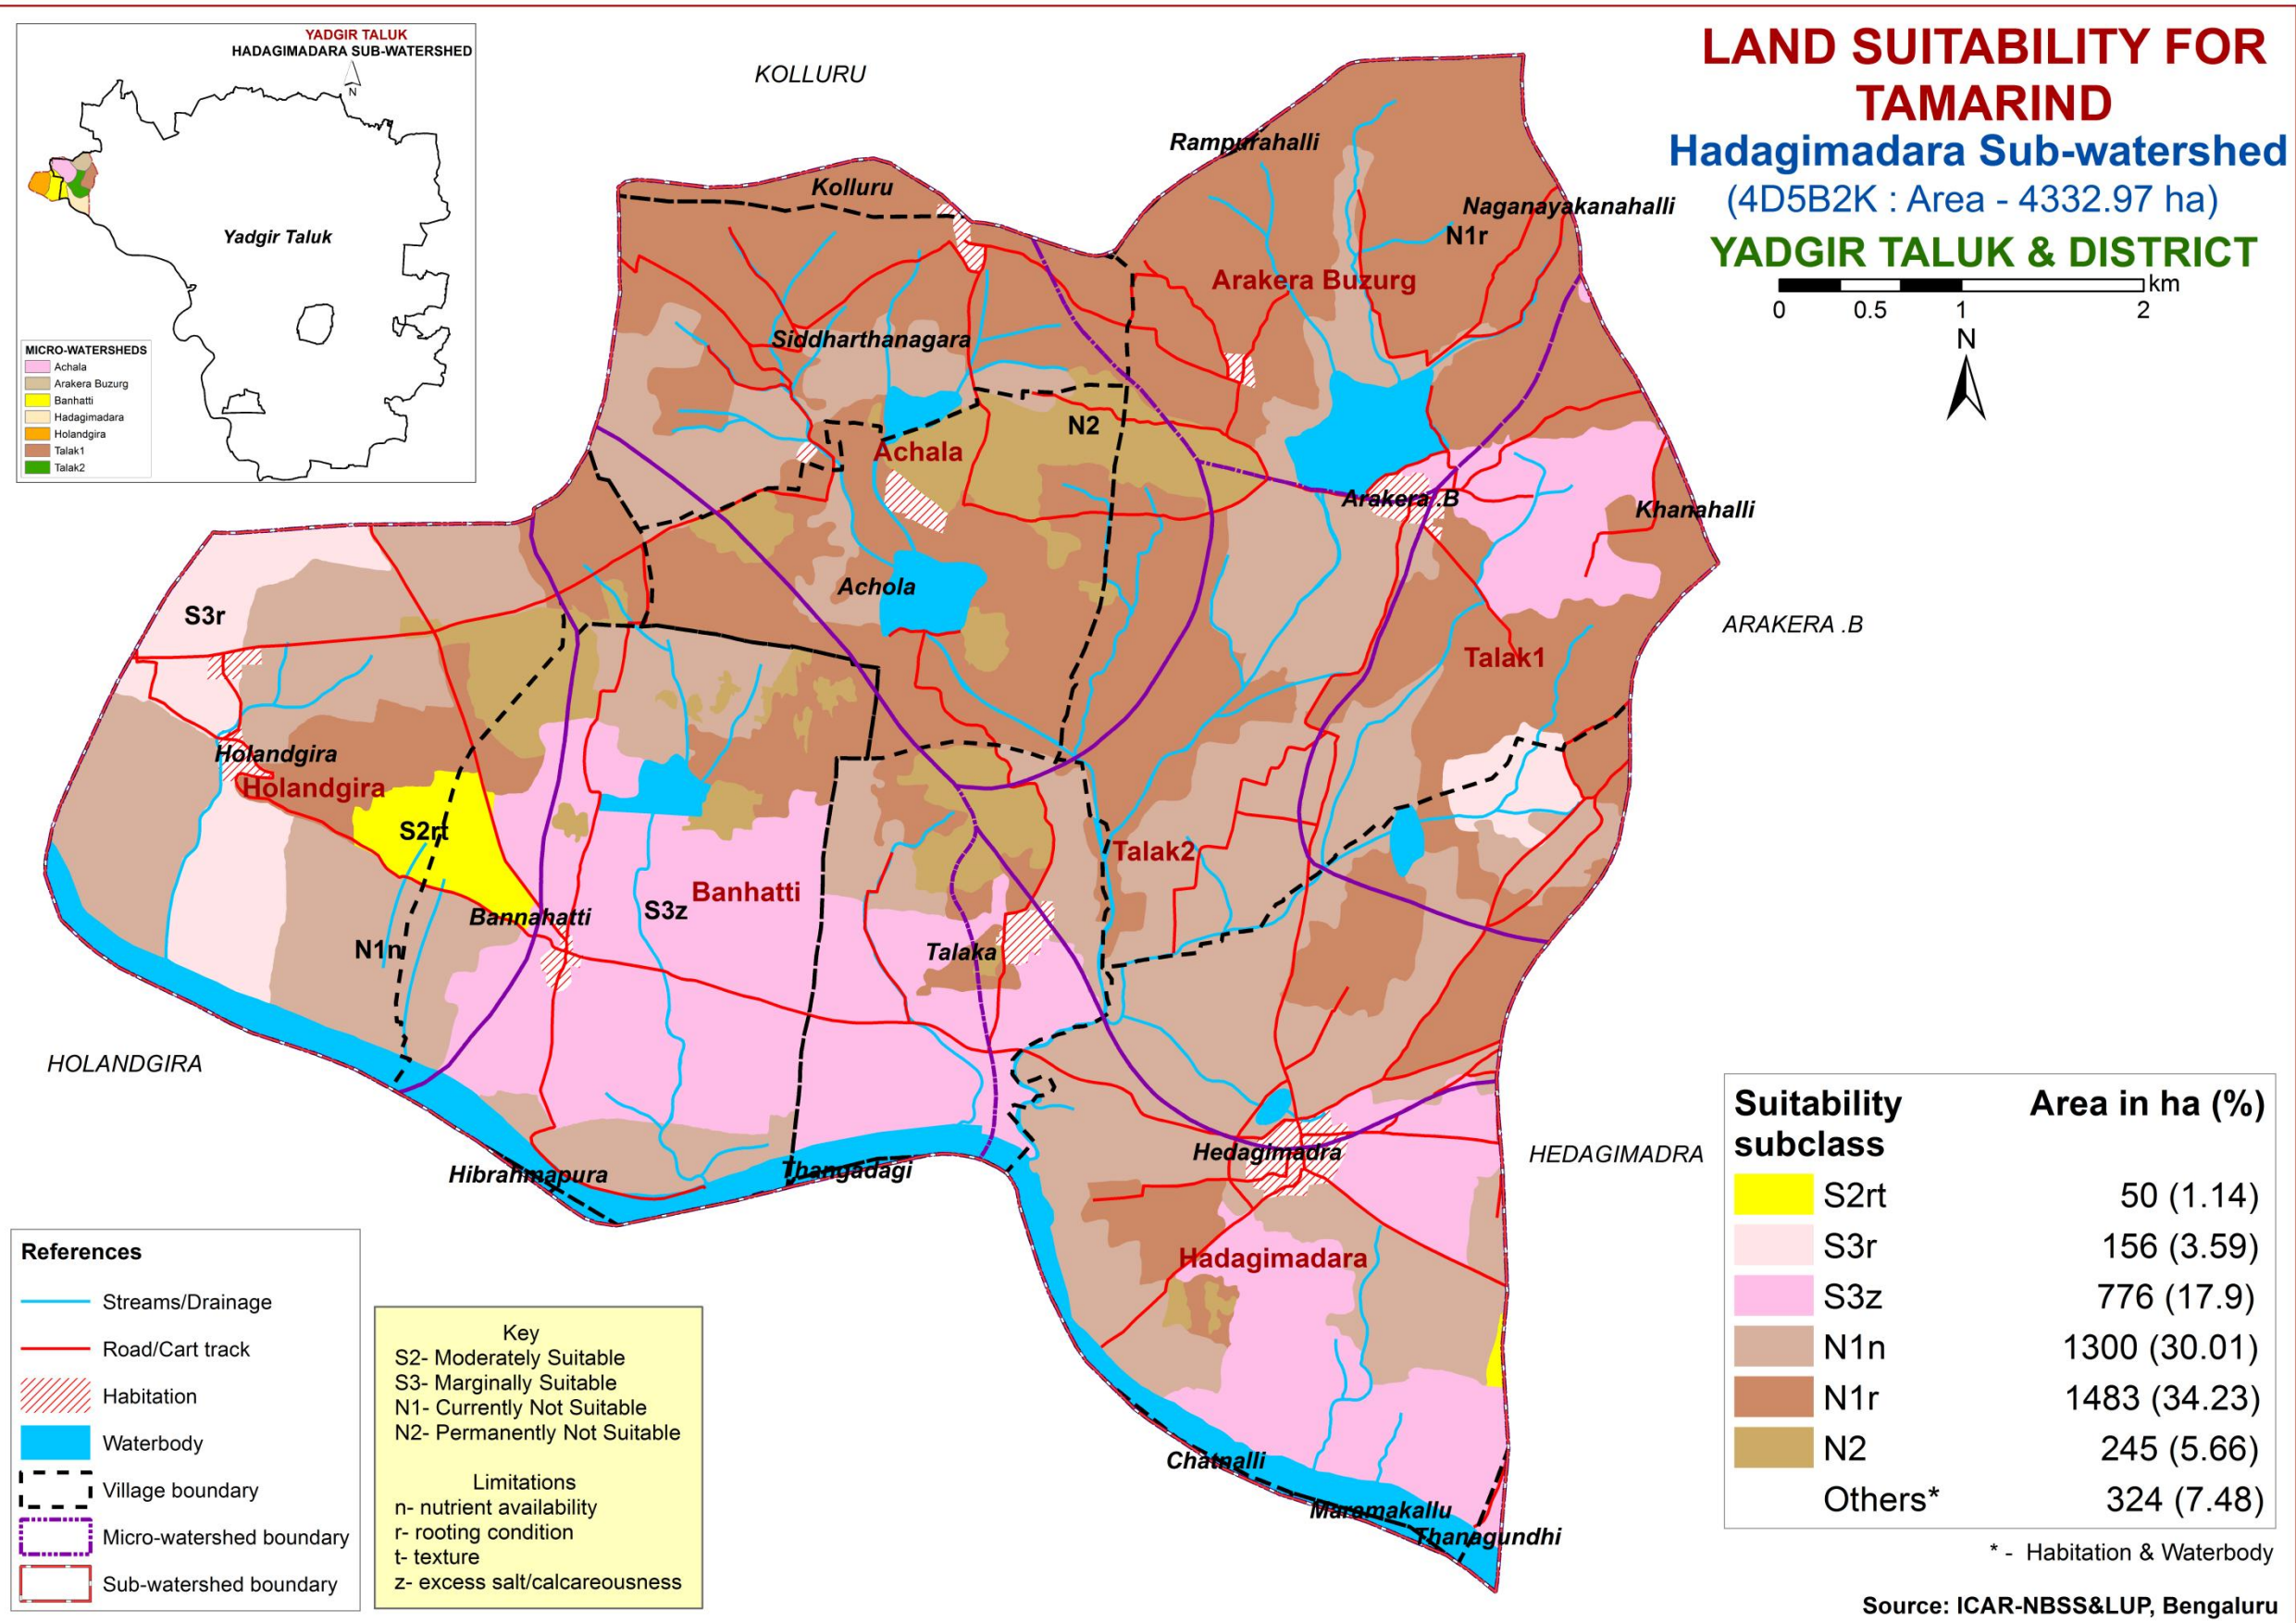 YADGIR TALUK
HADAGIMADARA SUB-WATERSHED
N
Yadgir Taluk
MICRO-WATERSHEDS
Achala
Arakera Buzurg
Banhatti
Hadagimadara
Holandgira
Talak1
Talak2
LAND SUITABILITY FOR
TAMARIND
Hadagimadara Sub-watershed
(4D5B2K : Area - 4332.97 ha)
YADGIR TALUK & DISTRICT
km
0 0.5 1 2
N
KOLLURU
Rampurahalli
Kolluru
Naganayakanahalli
N1r
Arakera Buzurg
Siddharthanagara
N2
Achala
Arakera .B
Khanahalli
Achola
S3r
ARAKERA .B
Talak1
Holandgira
Holandgira
S2rt
Talak2
Banhatti
S3z
Bannahatti
N1n
Talaka
HOLANDGIRA
Hedagimadra
HEDAGIMADRA
Hibrahmapura
Thangadagi
Hadagimadara
Chatnalli
Maramakallu
Thanagundhi
References
Streams/Drainage
Road/Cart track
Habitation
Waterbody
Village boundary
Micro-watershed boundary
Sub-watershed boundary
Key
S2- Moderately Suitable
S3- Marginally Suitable
N1- Currently Not Suitable
N2- Permanently Not Suitable
Limitations
n- nutrient availability
r- rooting condition
t- texture
z- excess salt/calcareousness
Suitability subclass Area in ha (%)
S2rt 50 (1.14)
S3r 156 (3.59)
S3z 776 (17.9)
N1n 1300 (30.01)
N1r 1483 (34.23)
N2 245 (5.66)
Others* 324 (7.48)
* - Habitation & Waterbody
Source: ICAR-NBSS&LUP, Bengaluru